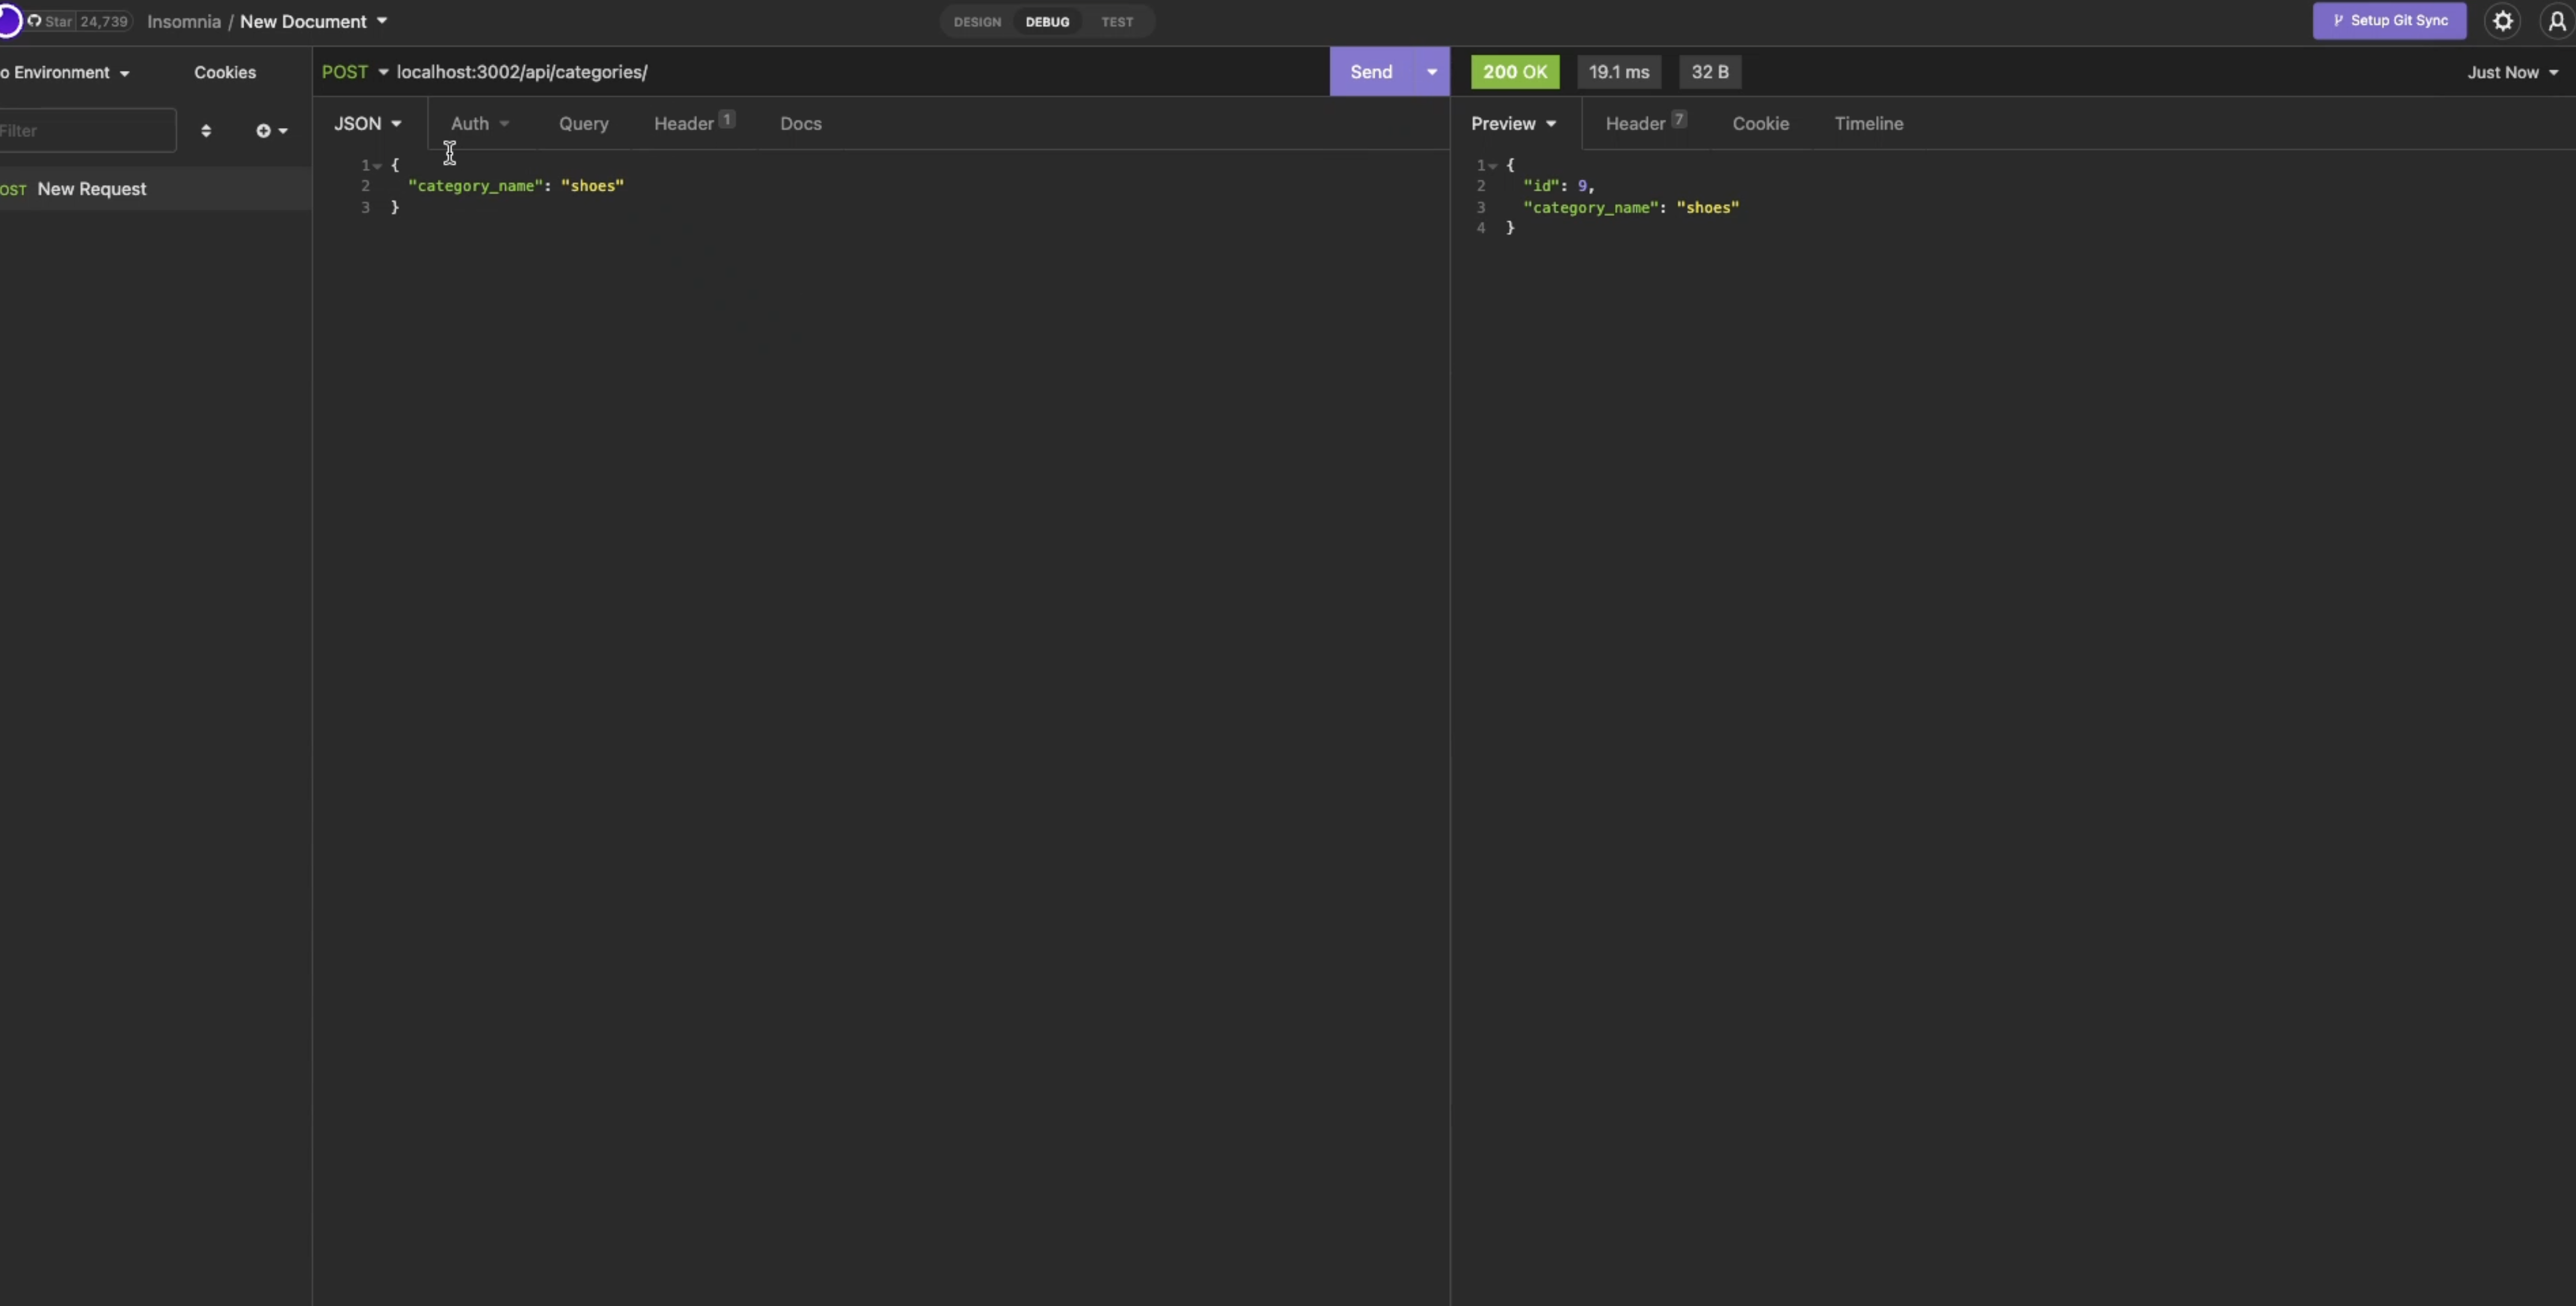 Star 24,739 Insomnia / New Document DESIGN DEBUG TEST Setup Git Sync
o Environment Cookies POST localhost:3002/api/categories/ Send 200 OK 19.1 ms 32 B Just Now
Filter JSON Auth Query Header 1 Docs Preview Header 7 Cookie Timeline
OST New Request
1 {
2 "category_name": "shoes"
3 }
1 {
2 "id": 9,
3 "category_name": "shoes"
4 }